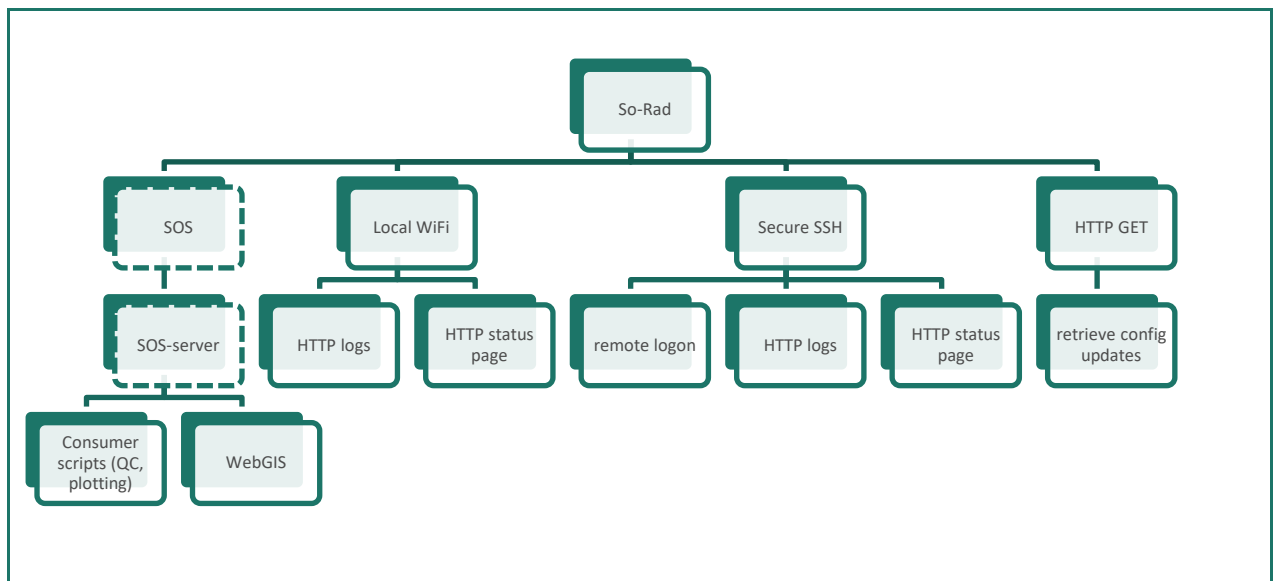 So-Rad
SOS
Local WiFi
Secure SSH
HTTP GET
SOS-server
HTTP logs
HTTP status
page
remote logon
HTTP logs
HTTP status
page
retrieve config
updates
Consumer
scripts (QC,
plotting)
WebGIS